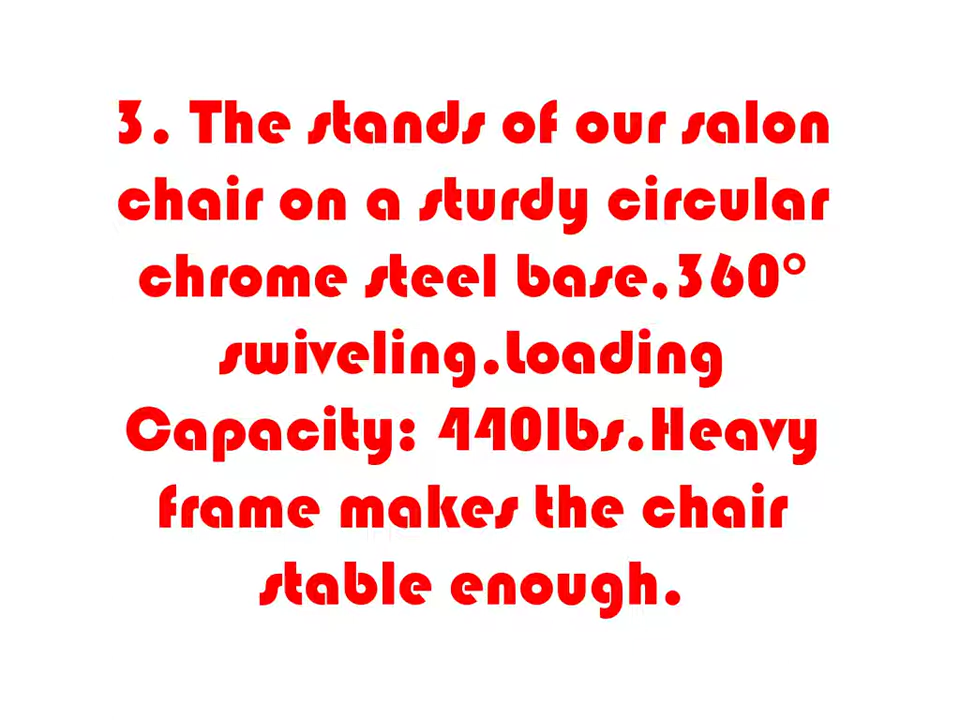 3. The stands of our salon
chair on a sturdy circular
chrome steel base,360°
swiveling.Loading
Capacity: 440lbs.Heavy
frame makes the chair
stable enough.